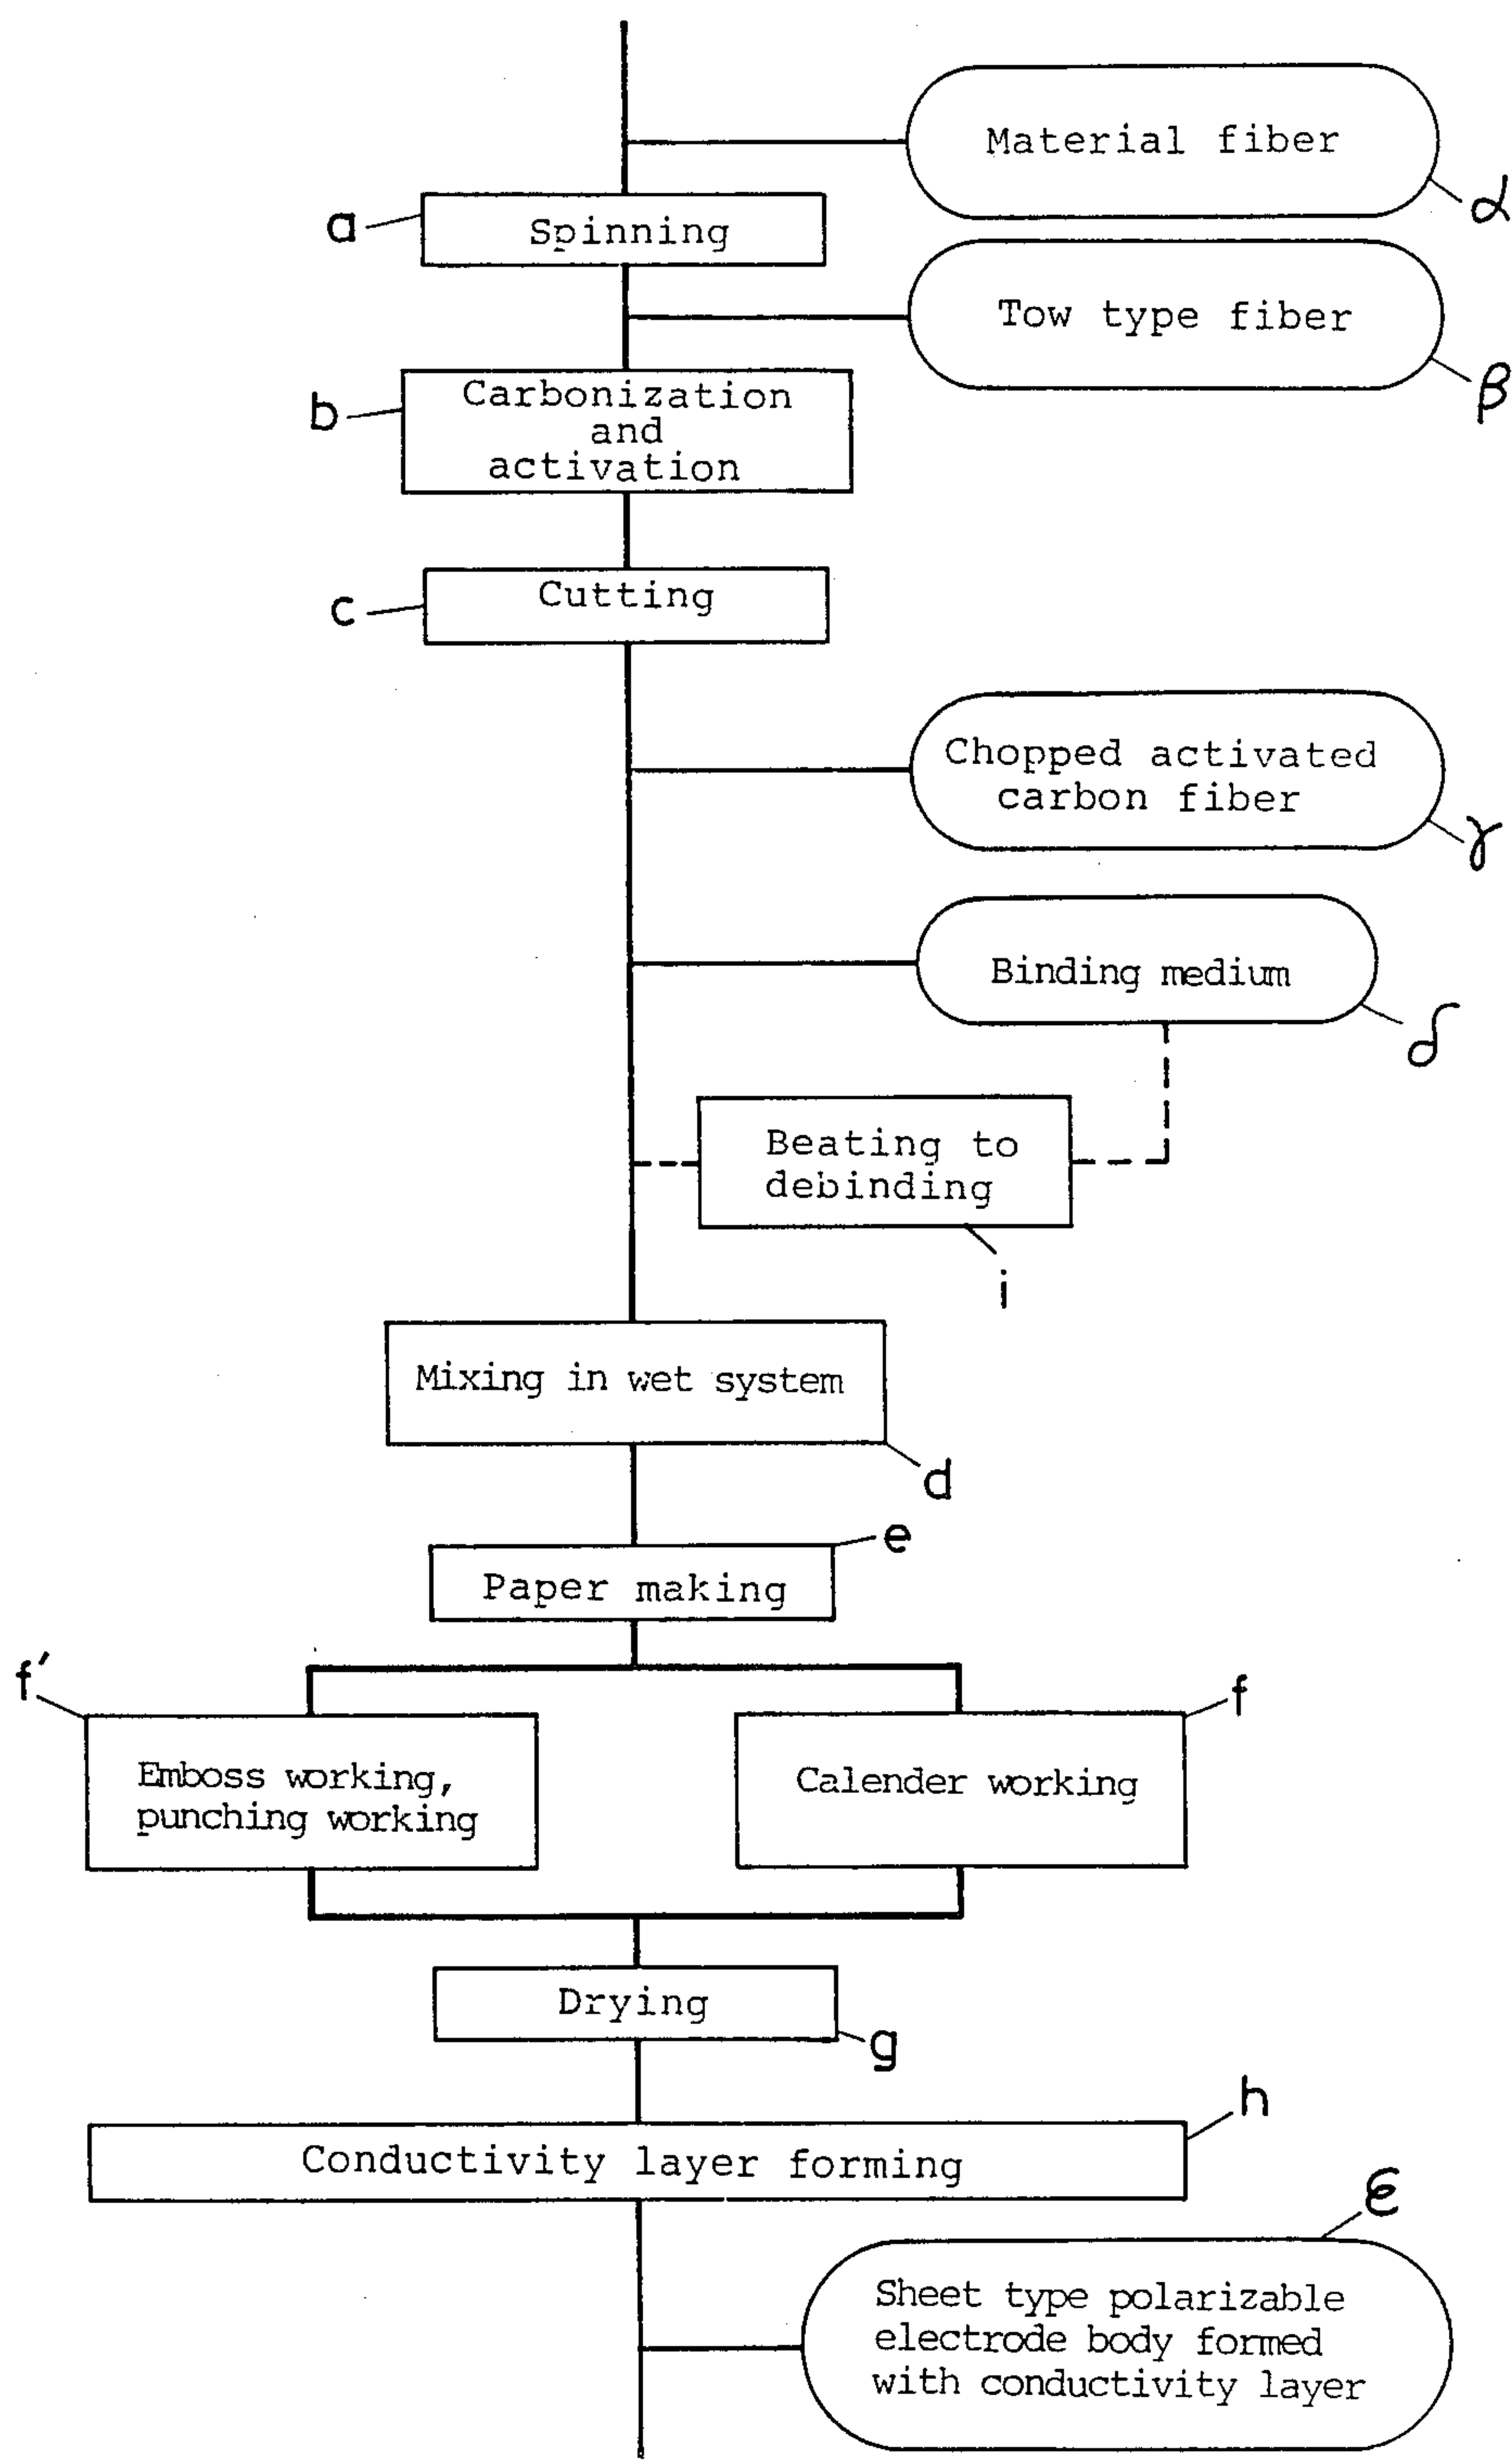 Material fiber
α
a
Spinning
Tow type fiber
β
b
Carbonization
and
activation
c
Cutting
Chopped activated
carbon fiber
γ
Binding medium
δ
Beating to
debinding
i
Mixing in wet system
d
e
Paper making
f'
f
Emboss working,
punching working
Calender working
Drying
g
h
Conductivity layer forming
ε
Sheet type polarizable
electrode body formed
with conductivity layer